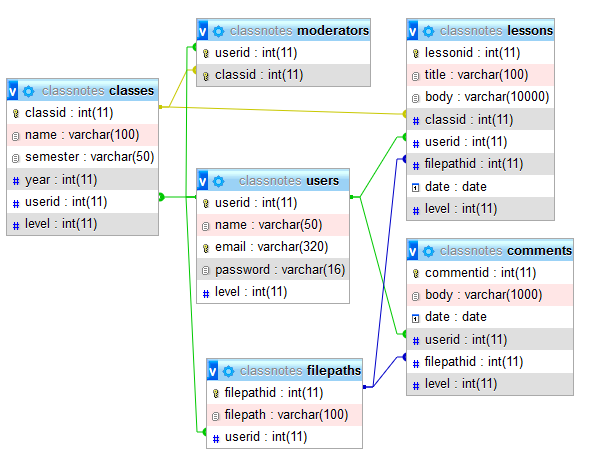 v classnotes moderators
userid : int(11)
classid : int(11)
v classnotes lessons
lessonid : int(11)
title : varchar(100)
body : varchar(10000)
classid : int(11)
userid : int(11)
filepathid : int(11)
date : date
level : int(11)
v classnotes classes
classid : int(11)
name : varchar(100)
semester : varchar(50)
year : int(11)
userid : int(11)
level : int(11)
v classnotes users
userid : int(11)
name : varchar(50)
email : varchar(320)
password : varchar(16)
level : int(11)
v classnotes comments
commentid : int(11)
body : varchar(1000)
date : date
userid : int(11)
filepathid : int(11)
level : int(11)
v classnotes filepaths
filepathid : int(11)
filepath : varchar(100)
userid : int(11)